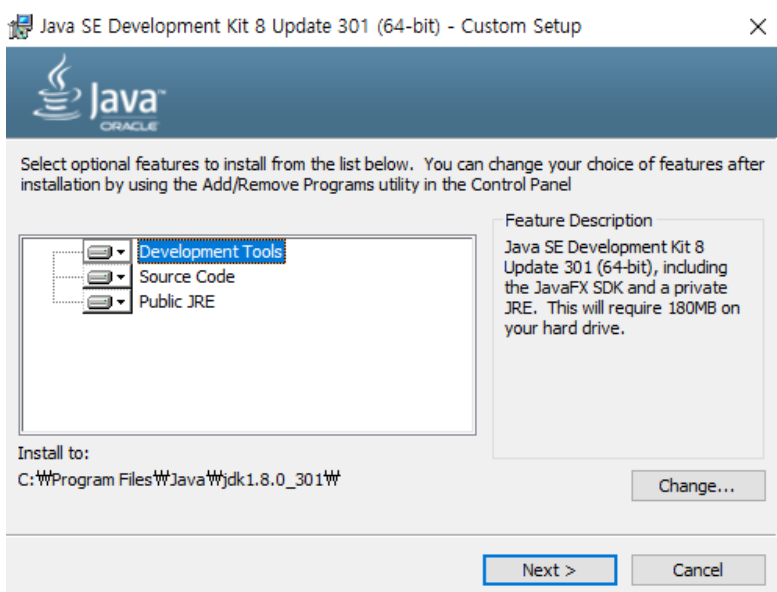 Java SE Development Kit 8 Update 301 (64-bit) - Custom Setup
Java™
ORACLE
Select optional features to install from the list below.  You can change your choice of features after
installation by using the Add/Remove Programs utility in the Control Panel
Development Tools
Source Code
Public JRE
Feature Description
Java SE Development Kit 8
Update 301 (64-bit), including
the JavaFX SDK and a private
JRE.  This will require 180MB on
your hard drive.
Install to:
C:₩Program Files₩Java₩jdk1.8.0_301₩
Change...
Next >
Cancel